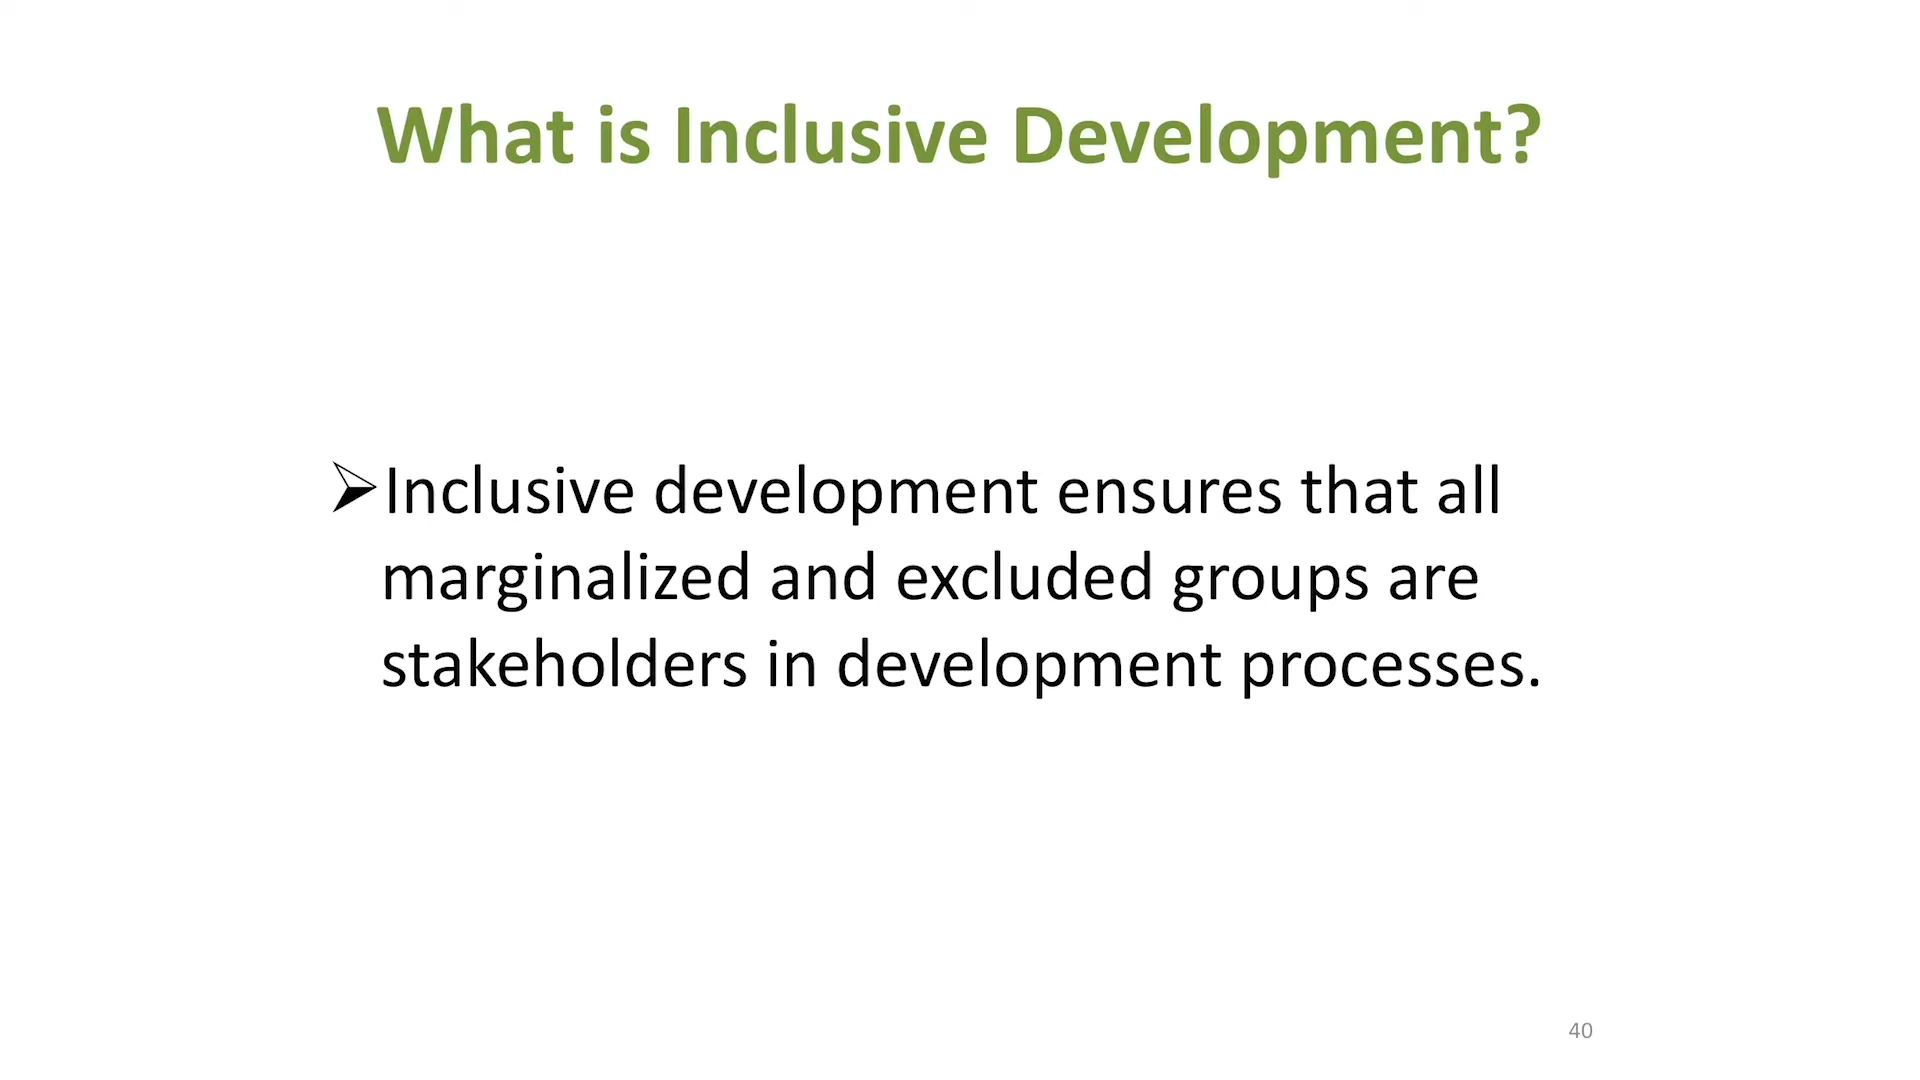 What is Inclusive Development?
➢Inclusive development ensures that all
marginalized and excluded groups are
stakeholders in development processes.
40